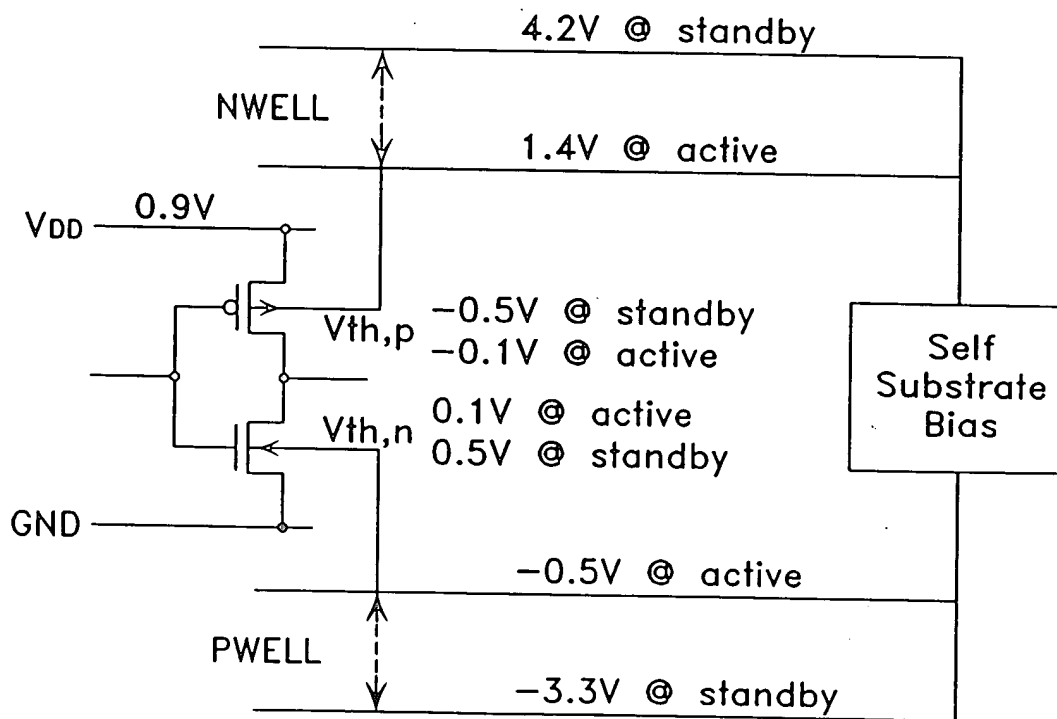 4.2V @ standby
NWELL
1.4V @ active
VDD
0.9V
Vth,p
-0.5V @ standby
-0.1V @ active
Self
Substrate
Bias
Vth,n
0.1V @ active
0.5V @ standby
GND
-0.5V @ active
PWELL
-3.3V @ standby